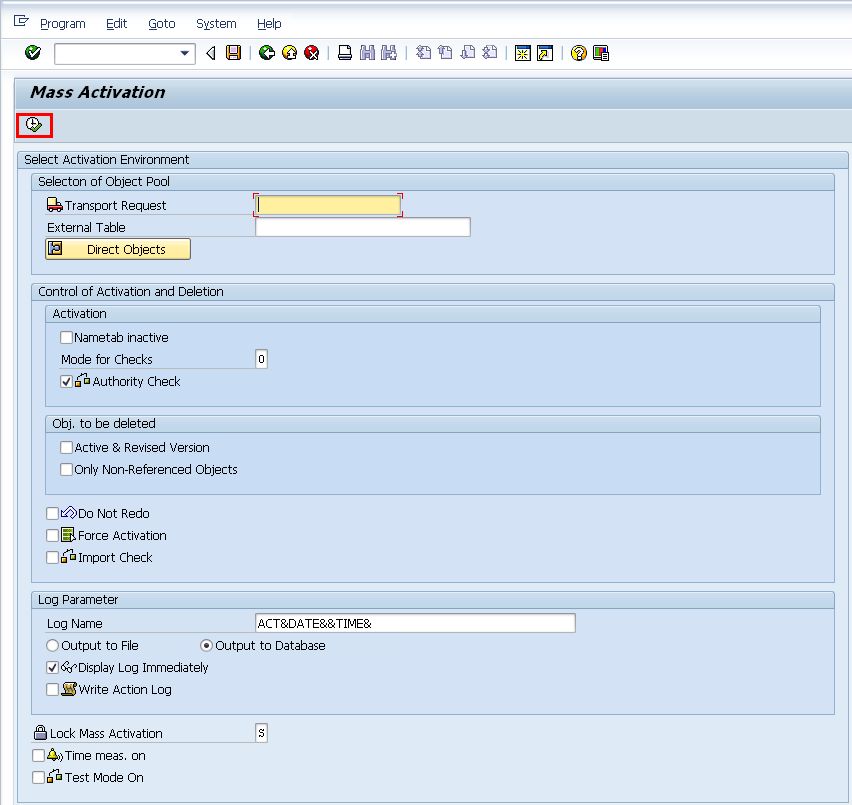 Program Edit Goto System Help
Mass Activation
Select Activation Environment
Selecton of Object Pool
Transport Request
External Table
Direct Objects
Control of Activation and Deletion
Activation
Nametab inactive
Mode for Checks 0
Authority Check
Obj. to be deleted
Active & Revised Version
Only Non-Referenced Objects
Do Not Redo
Force Activation
Import Check
Log Parameter
Log Name ACT&DATE&&TIME&
Output to File Output to Database
Display Log Immediately
Write Action Log
Lock Mass Activation S
Time meas. on
Test Mode On